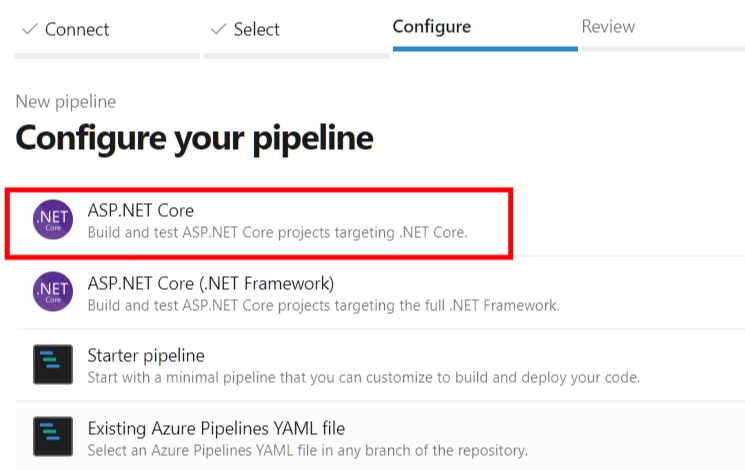 Connect
Select
Configure
Review
New pipeline
Configure your pipeline
.NET
Core
ASP.NET Core
Build and test ASP.NET Core projects targeting .NET Core.
.NET
Core
ASP.NET Core (.NET Framework)
Build and test ASP.NET Core projects targeting the full .NET Framework.
Starter pipeline
Start with a minimal pipeline that you can customize to build and deploy your code.
Existing Azure Pipelines YAML file
Select an Azure Pipelines YAML file in any branch of the repository.